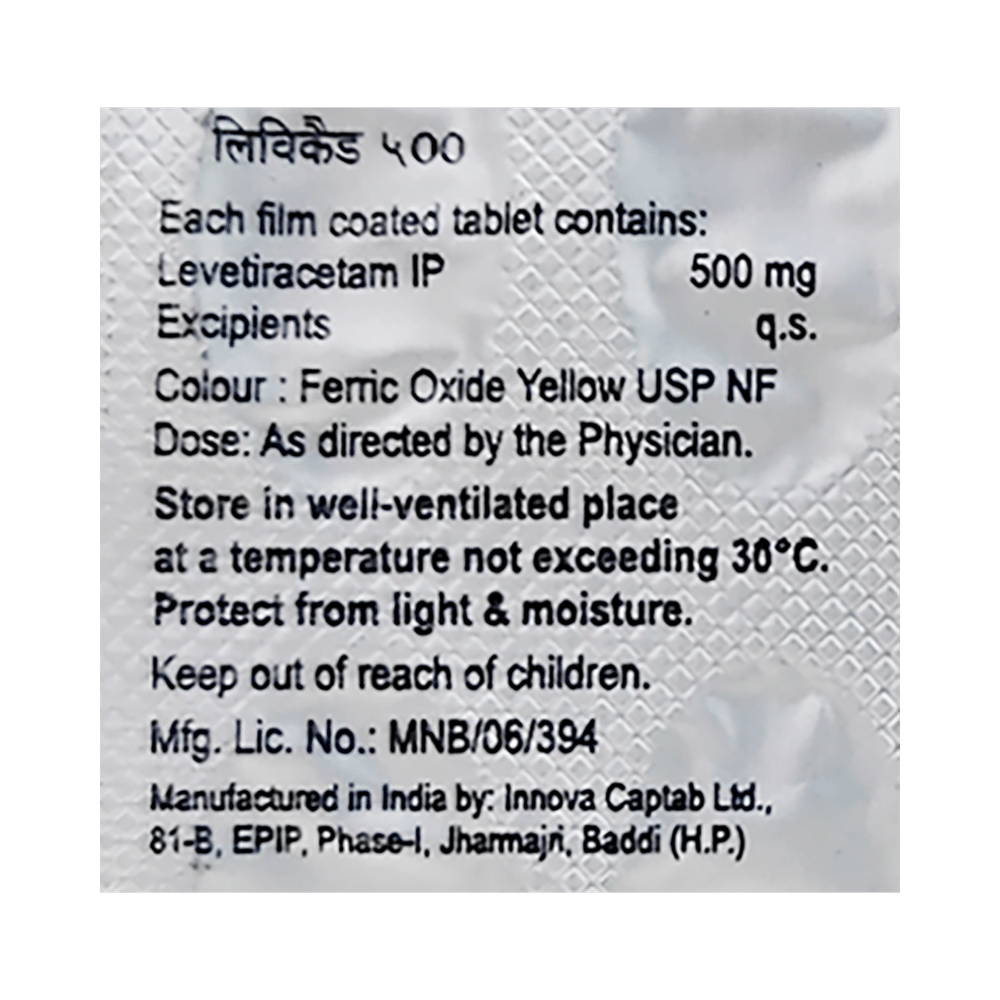 लिविकैड ५००
Each film coated tablet contains:
Levetiracetam IP 500 mg
Excipients q.s.
Colour : Ferric Oxide Yellow USP NF
Dose: As directed by the Physician.
Store in well-ventilated place
at a temperature not exceeding 30°C.
Protect from light & moisture.
Keep out of reach of children.
Mfg. Lic. No.: MNB/06/394
Manufactured in India by: Innova Captab Ltd.,
81-B, EPIP, Phase-I, Jharmajri, Baddi (H.P.)